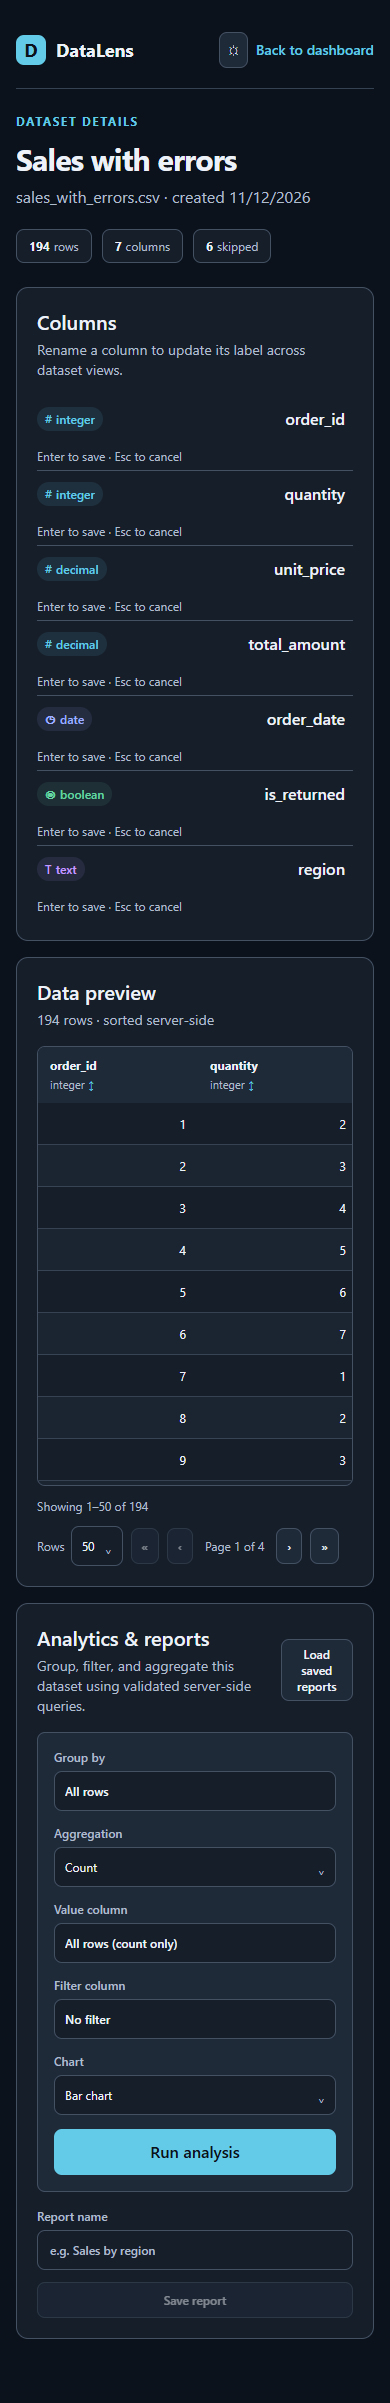 D DataLens
Back to dashboard
DATASET DETAILS
Sales with errors
sales_with_errors.csv · created 11/12/2026
194 rows
7 columns
6 skipped
Columns
Rename a column to update its label across
dataset views.
# integer
order_id
Enter to save · Esc to cancel
# integer
quantity
Enter to save · Esc to cancel
# decimal
unit_price
Enter to save · Esc to cancel
# decimal
total_amount
Enter to save · Esc to cancel
date
order_date
Enter to save · Esc to cancel
boolean
is_returned
Enter to save · Esc to cancel
T text
region
Enter to save · Esc to cancel
Data preview
194 rows · sorted server-side
order_id quantity
integer ↕ integer ↕
1 2
2 3
3 4
4 5
5 6
6 7
7 1
8 2
9 3
Showing 1–50 of 194
Rows 50 « ‹ Page 1 of 4 › »
Analytics & reports
Group, filter, and aggregate this
dataset using validated server-side
queries.
Load
saved
reports
Group by
All rows
Aggregation
Count
Value column
All rows (count only)
Filter column
No filter
Chart
Bar chart
Run analysis
Report name
e.g. Sales by region
Save report